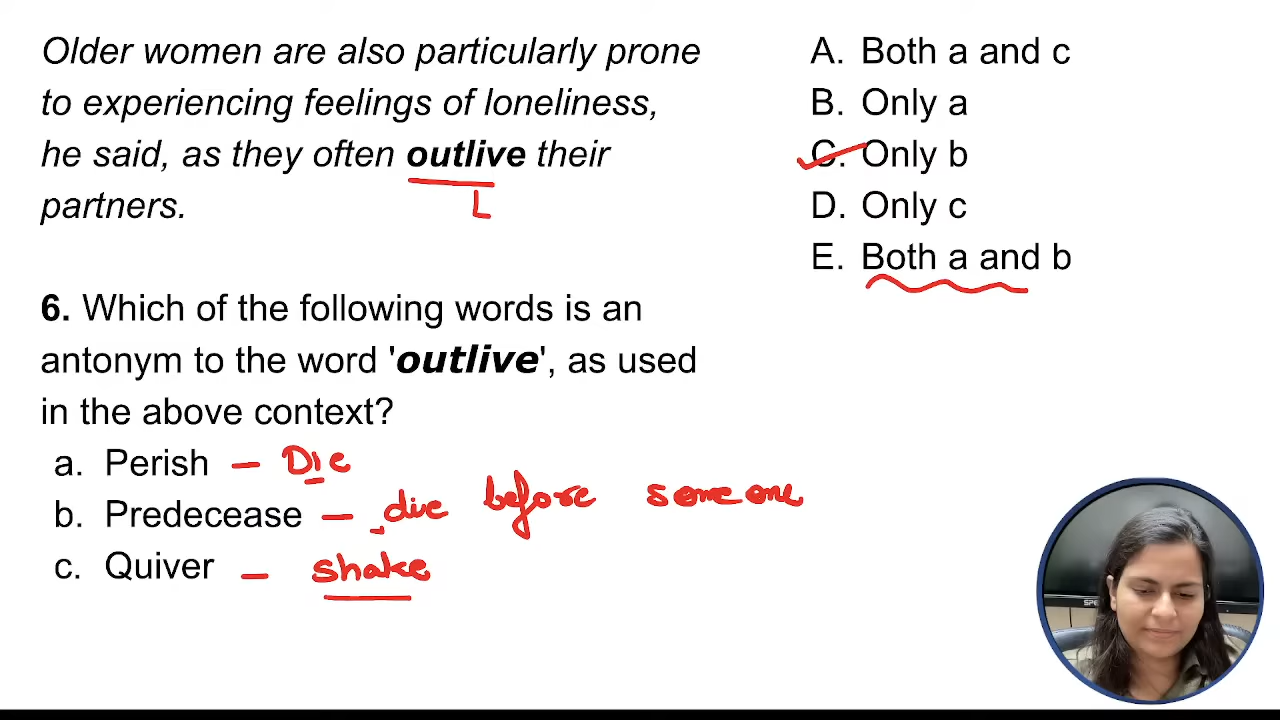 Older women are also particularly prone
to experiencing feelings of loneliness,
he said, as they often outlive their
partners.
L
6. Which of the following words is an
antonym to the word 'outlive', as used
in the above context?
a. Perish - Die
b. Predecease - die before someone
c. Quiver - shake
A. Both a and c
B. Only a
C. Only b
D. Only c
E. Both a and b